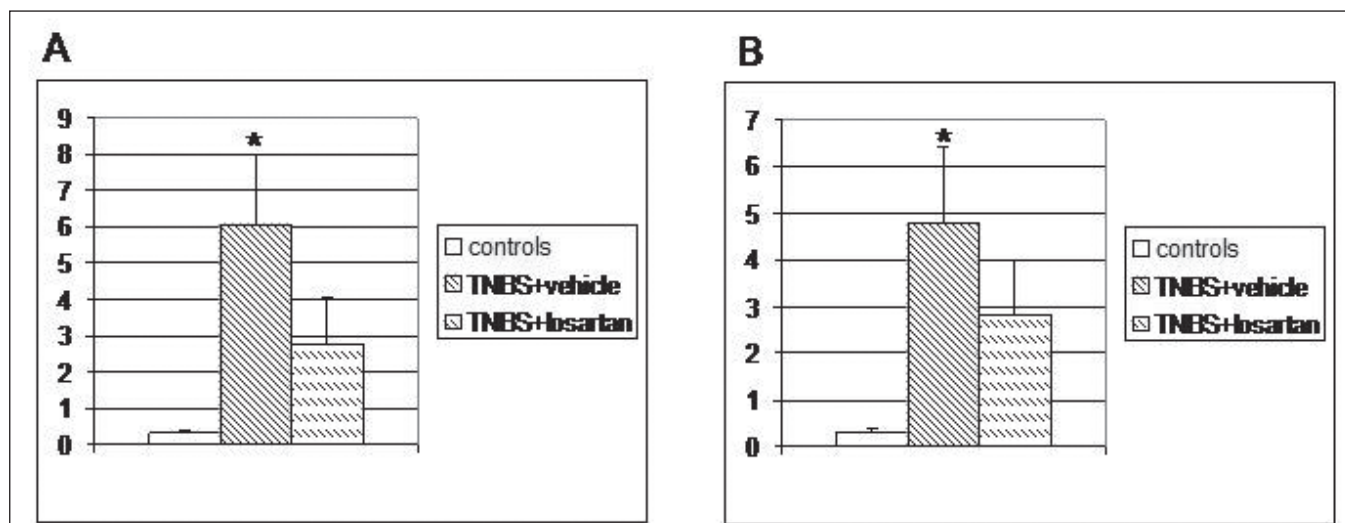 A
9
8
7
6
5
4
3
2
1
0
*
controls
TNBS+vehicle
TNBS+losartan
B
7
6
5
4
3
2
1
0
*
controls
TNBS+vehicle
TNBS+losartan